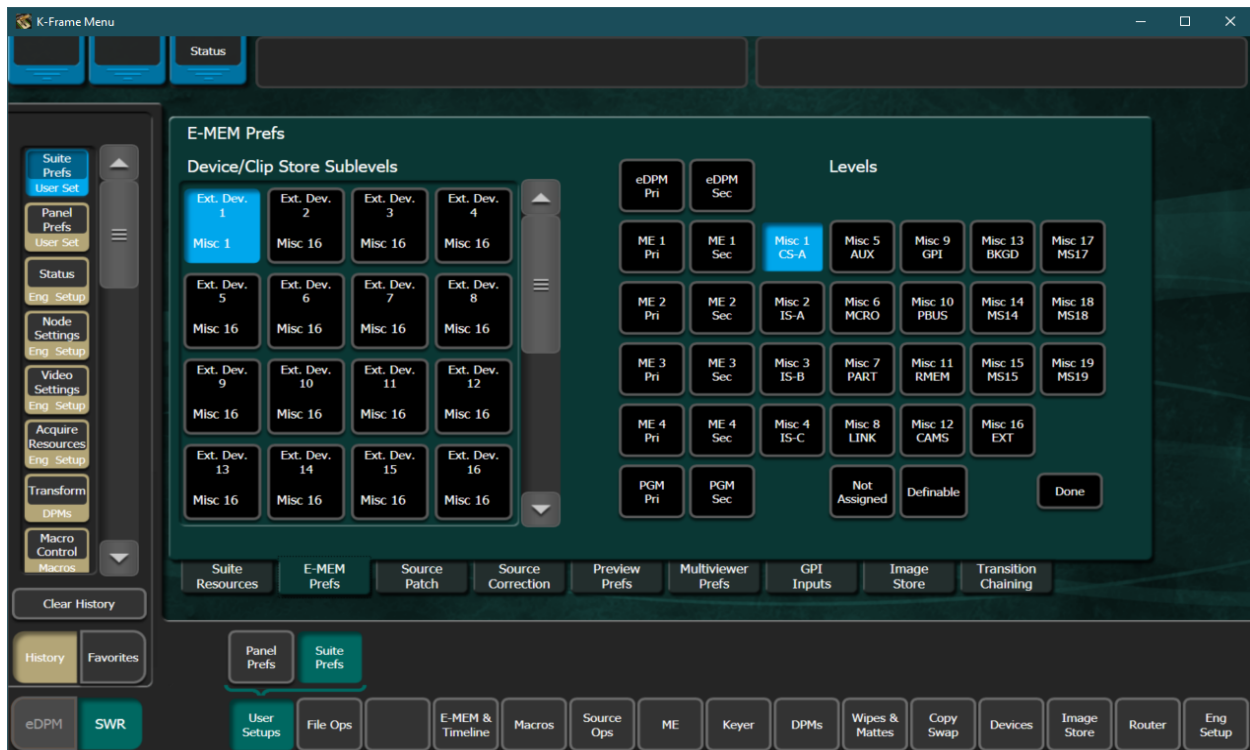 K-Frame Menu
Status
E-MEM Prefs
Device/Clip Store Sublevels
Levels
Suite
Prefs
User Set
Panel
Prefs
User Set
Status
Eng Setup
Node
Settings
Eng Setup
Video
Settings
Eng Setup
Acquire
Resources
Eng Setup
Transform
DPMs
Macro
Control
Macros
Clear History
History
Favorites
Ext. Dev.
1
Misc 1
Ext. Dev.
2
Misc 16
Ext. Dev.
3
Misc 16
Ext. Dev.
4
Misc 16
Ext. Dev.
5
Misc 16
Ext. Dev.
6
Misc 16
Ext. Dev.
7
Misc 16
Ext. Dev.
8
Misc 16
Ext. Dev.
9
Misc 16
Ext. Dev.
10
Misc 16
Ext. Dev.
11
Misc 16
Ext. Dev.
12
Misc 16
Ext. Dev.
13
Misc 16
Ext. Dev.
14
Misc 16
Ext. Dev.
15
Misc 16
Ext. Dev.
16
Misc 16
eDPM
Pri
eDPM
Sec
ME 1
Pri
ME 1
Sec
Misc 1
CS-A
Misc 5
AUX
Misc 9
GPI
Misc 13
BKGD
Misc 17
MS17
ME 2
Pri
ME 2
Sec
Misc 2
IS-A
Misc 6
MCRO
Misc 10
PBUS
Misc 14
MS14
Misc 18
MS18
ME 3
Pri
ME 3
Sec
Misc 3
IS-B
Misc 7
PART
Misc 11
RMEM
Misc 15
MS15
Misc 19
MS19
ME 4
Pri
ME 4
Sec
Misc 4
IS-C
Misc 8
LINK
Misc 12
CAMS
Misc 16
EXT
PGM
Pri
PGM
Sec
Not
Assigned
Definable
Done
Suite
Resources
E-MEM
Prefs
Source
Patch
Source
Correction
Preview
Prefs
Multiviewer
Prefs
GPI
Inputs
Image
Store
Transition
Chaining
Panel
Prefs
Suite
Prefs
eDPM
SWR
User
Setups
File Ops
E-MEM &
Timeline
Macros
Source
Ops
ME
Keyer
DPMs
Wipes &
Mattes
Copy
Swap
Devices
Image
Store
Router
Eng
Setup